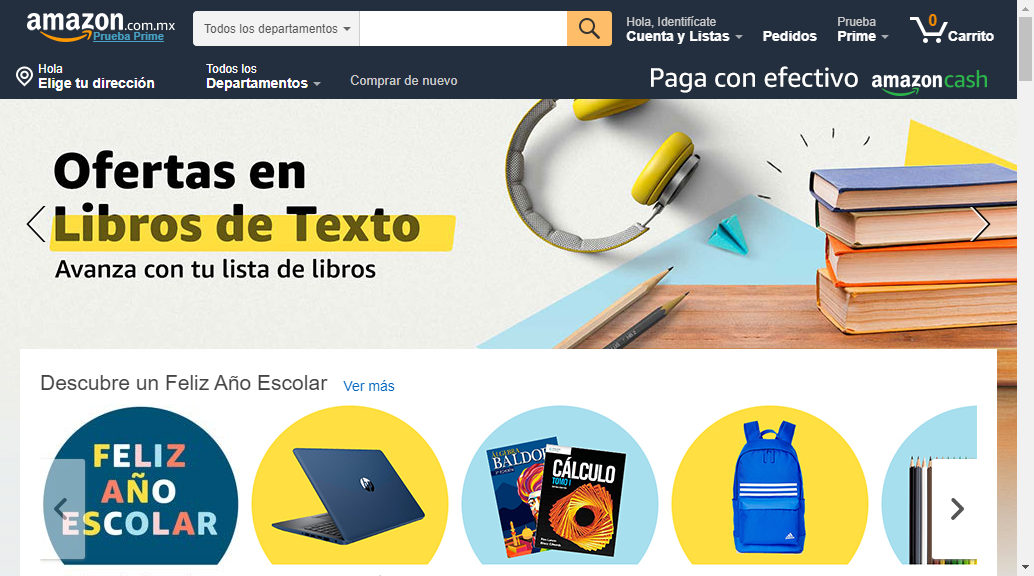 amazon.com.mx
Prueba Prime
Todos los departamentos
Hola, Identifícate
Cuenta y Listas
Pedidos
Prueba
Prime
0
Carrito
Hola
Elige tu dirección
Todos los
Departamentos
Comprar de nuevo
Paga con efectivo amazoncash
Ofertas en
Libros de Texto
Avanza con tu lista de libros
Descubre un Feliz Año Escolar Ver más
FELIZ
AÑO
ESCOLAR
hp
ÁLGEBRA
BALDOR
CÁLCULO
TOMO I
adidas